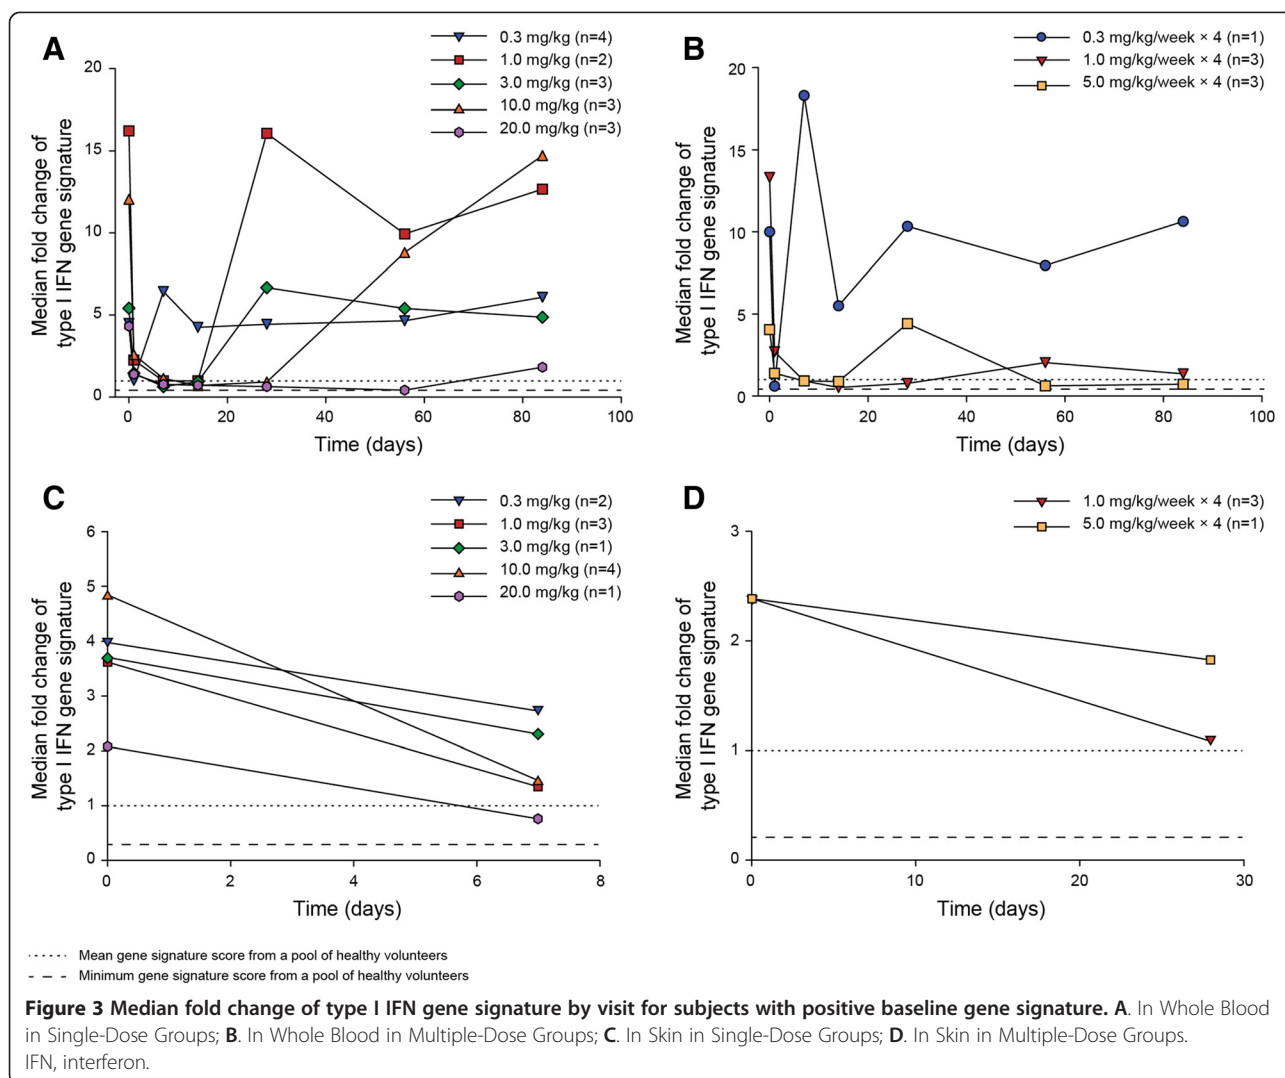 A
0.3 mg/kg (n=4)
1.0 mg/kg (n=2)
3.0 mg/kg (n=3)
10.0 mg/kg (n=3)
20.0 mg/kg (n=3)
Median fold change of
type I IFN gene signature
20
15
10
5
0
0 20 40 60 80 100
Time (days)
B
0.3 mg/kg/week × 4 (n=1)
1.0 mg/kg/week × 4 (n=3)
5.0 mg/kg/week × 4 (n=3)
Median fold change of
type I IFN gene signature
20
15
10
5
0
0 20 40 60 80 100
Time (days)
C
0.3 mg/kg (n=2)
1.0 mg/kg (n=3)
3.0 mg/kg (n=1)
10.0 mg/kg (n=4)
20.0 mg/kg (n=1)
Median fold change of
type I IFN gene signature
6
5
4
3
2
1
0
0 2 4 6 8
Time (days)
D
1.0 mg/kg/week × 4 (n=3)
5.0 mg/kg/week × 4 (n=1)
Median fold change of
type I IFN gene signature
3
2
1
0
0 10 20 30
Time (days)
Mean gene signature score from a pool of healthy volunteers
Minimum gene signature score from a pool of healthy volunteers
Figure 3 Median fold change of type I IFN gene signature by visit for subjects with positive baseline gene signature. A. In Whole Blood
in Single-Dose Groups; B. In Whole Blood in Multiple-Dose Groups; C. In Skin in Single-Dose Groups; D. In Skin in Multiple-Dose Groups.
IFN, interferon.